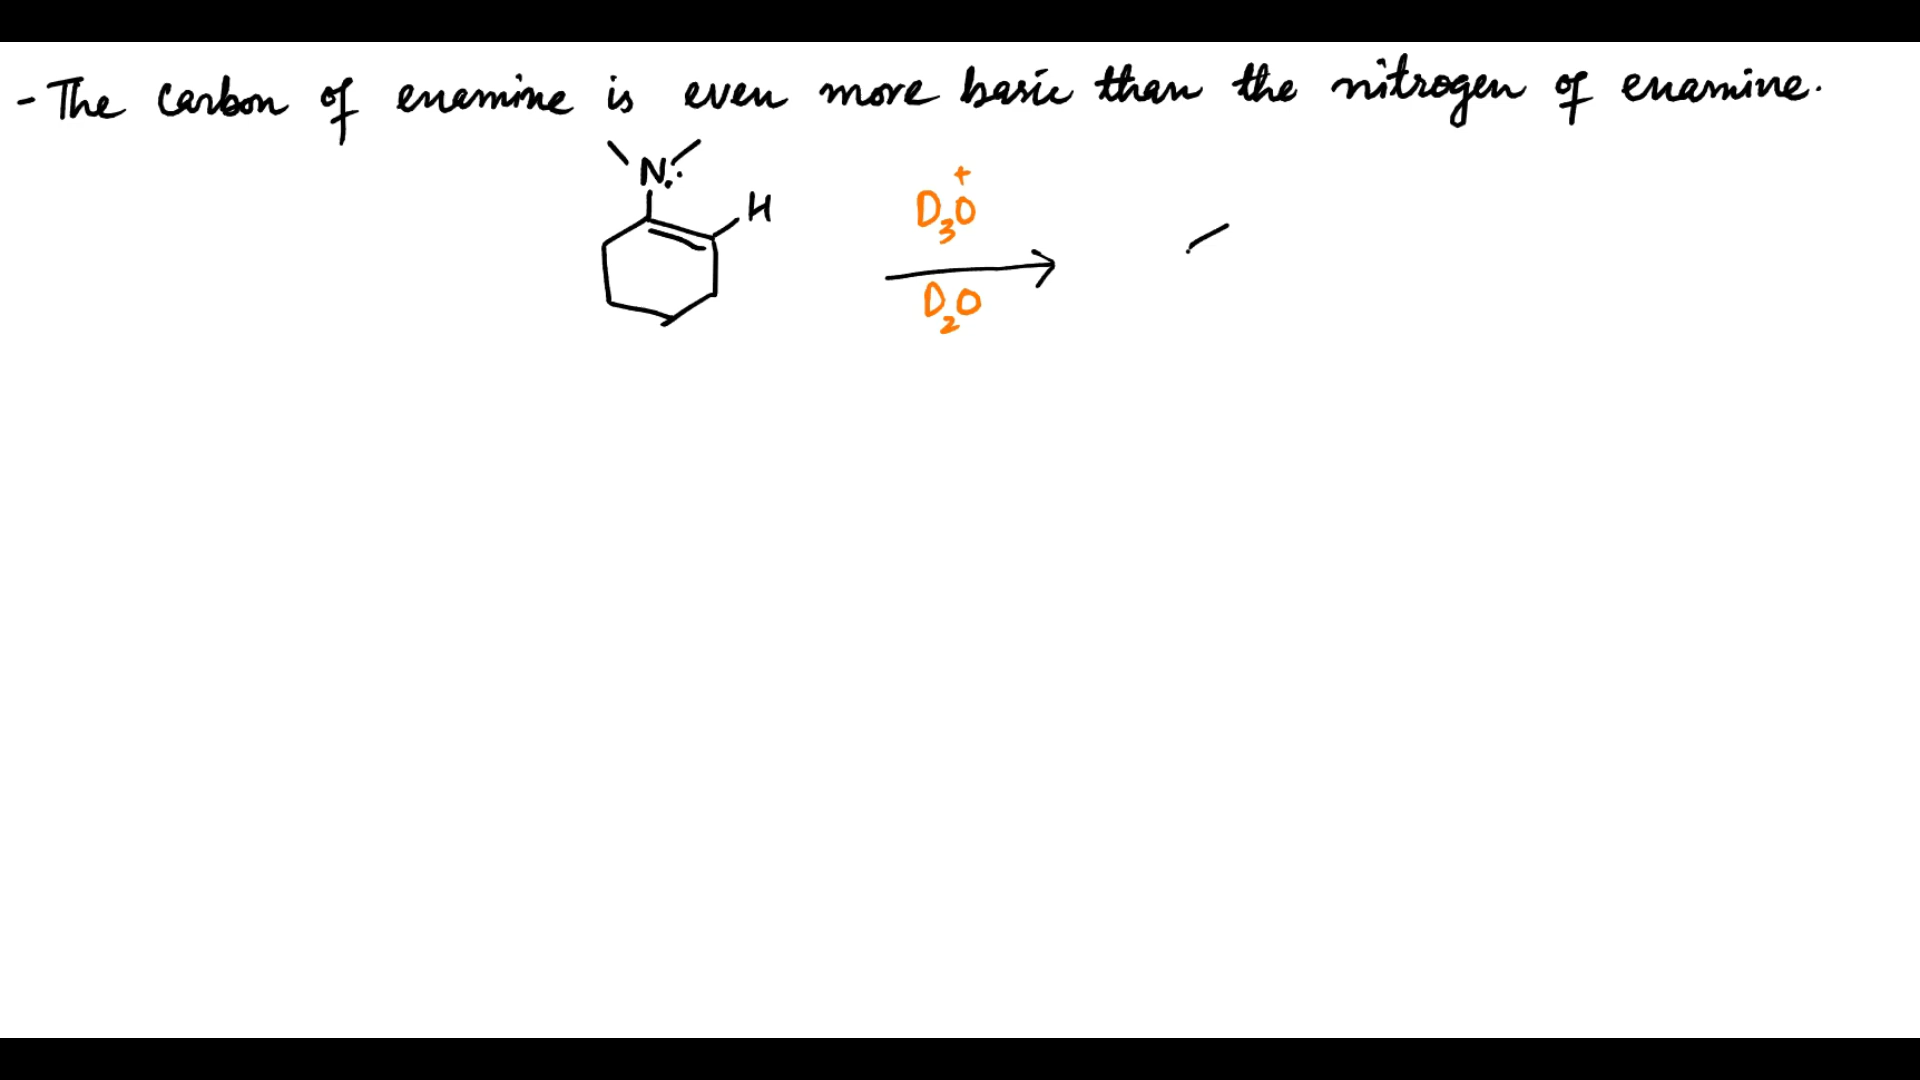 - The carbon of enamine is even more basic than the nitrogen of enamine.
N:
H
D3O+
D2O